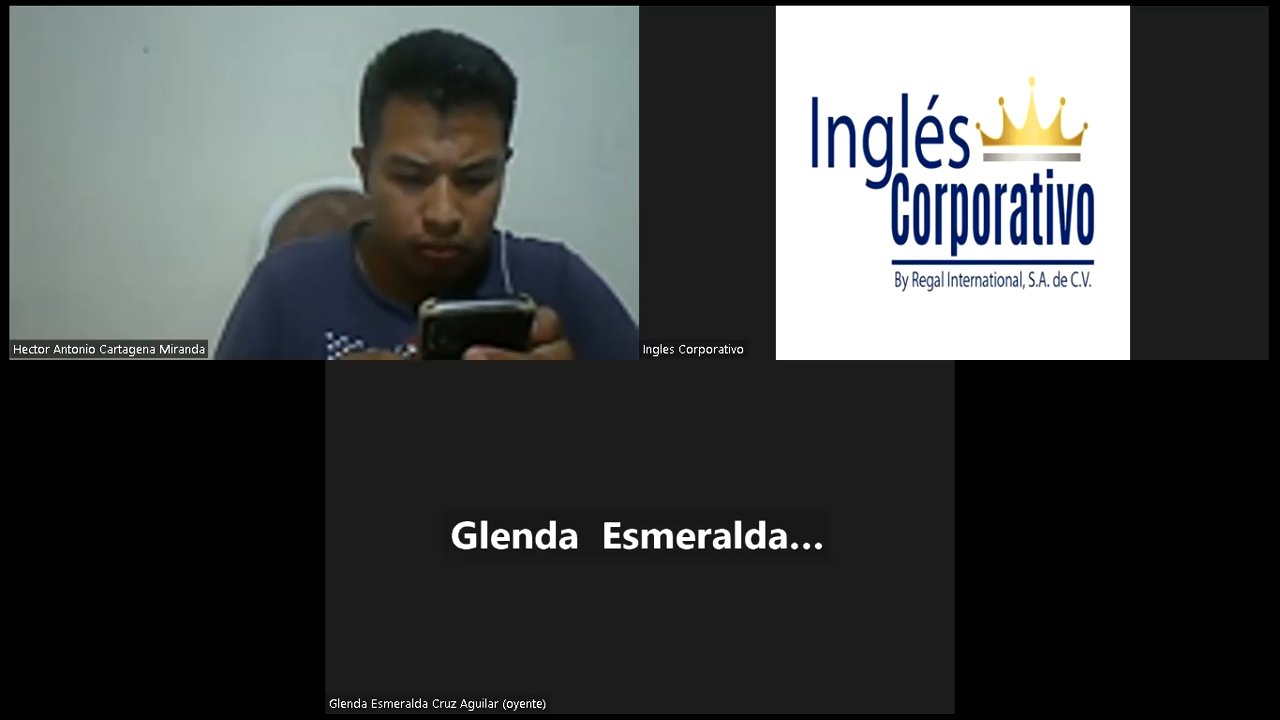 Inglés
Corporativo
By Regal International, S.A. de C.V.
Hector Antonio Cartagena Miranda
Ingles Corporativo
Glenda Esmeralda...
Glenda Esmeralda Cruz Aguilar (oyente)